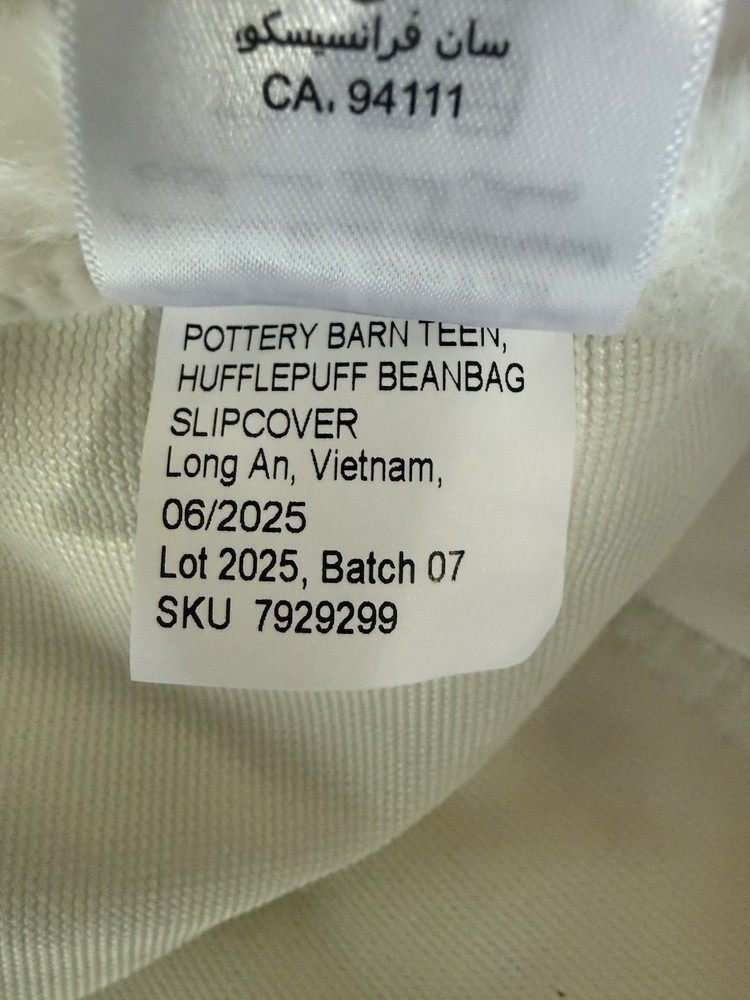 سان فرانسيسكو،
CA، 94111
POTTERY BARN TEEN,
HUFFLEPUFF BEANBAG
SLIPCOVER
Long An, Vietnam,
06/2025
Lot 2025, Batch 07
SKU 7929299